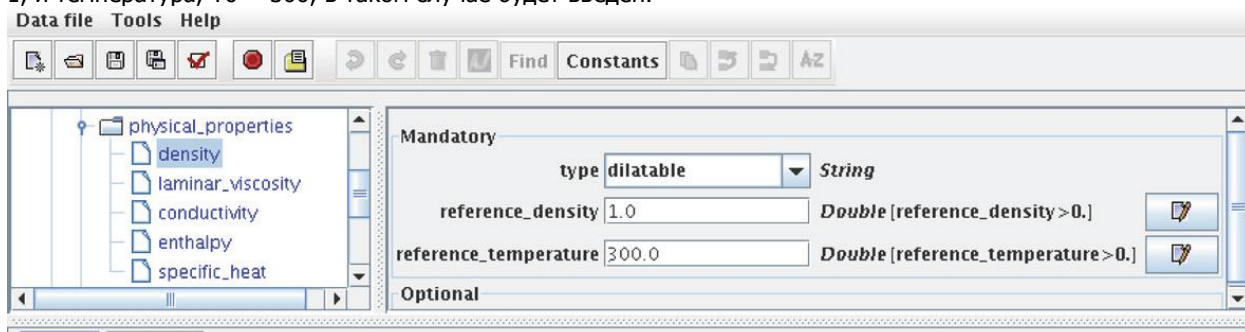 Data file Tools Help
Find Constants A-Z
physical_properties
density
laminar_viscosity
conductivity
enthalpy
specific_heat
Mandatory
type dilatable String
reference_density 1.0 Double [reference_density>0.]
reference_temperature 300.0 Double [reference_temperature>0.]
Optional